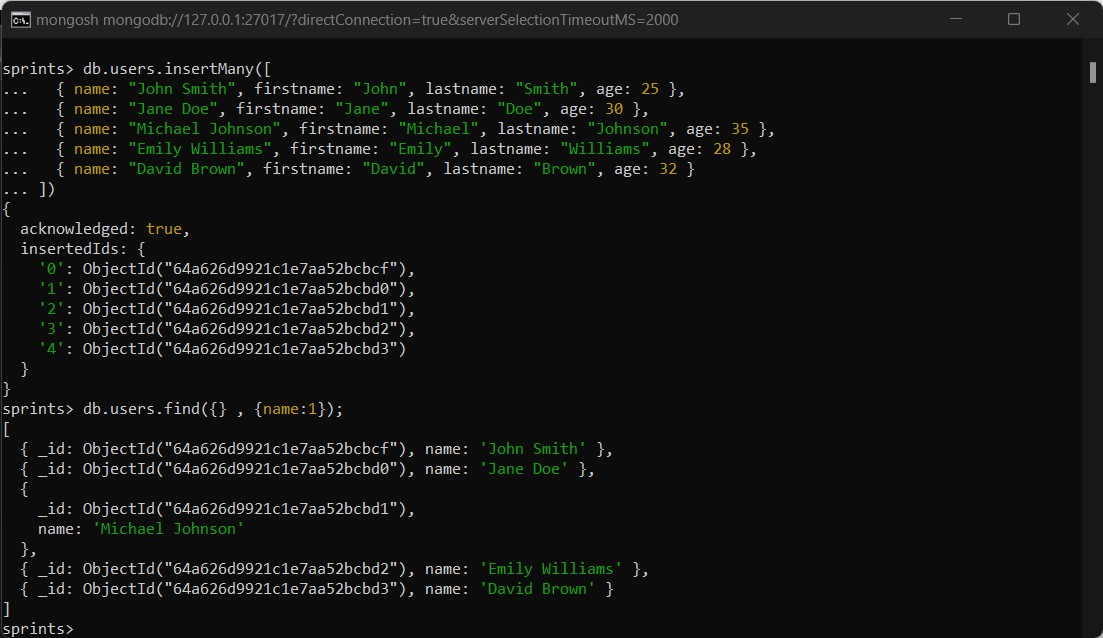 mongosh mongodb://127.0.0.1:27017/?directConnection=true&serverSelectionTimeoutMS=2000
sprints> db.users.insertMany([
...   { name: "John Smith", firstname: "John", lastname: "Smith", age: 25 },
...   { name: "Jane Doe", firstname: "Jane", lastname: "Doe", age: 30 },
...   { name: "Michael Johnson", firstname: "Michael", lastname: "Johnson", age: 35 },
...   { name: "Emily Williams", firstname: "Emily", lastname: "Williams", age: 28 },
...   { name: "David Brown", firstname: "David", lastname: "Brown", age: 32 }
... ])
{
  acknowledged: true,
  insertedIds: {
    '0': ObjectId("64a626d9921c1e7aa52bcbcf"),
    '1': ObjectId("64a626d9921c1e7aa52bcbd0"),
    '2': ObjectId("64a626d9921c1e7aa52bcbd1"),
    '3': ObjectId("64a626d9921c1e7aa52bcbd2"),
    '4': ObjectId("64a626d9921c1e7aa52bcbd3")
  }
}
sprints> db.users.find({} , {name:1});
[
  { _id: ObjectId("64a626d9921c1e7aa52bcbcf"), name: 'John Smith' },
  { _id: ObjectId("64a626d9921c1e7aa52bcbd0"), name: 'Jane Doe' },
  {
    _id: ObjectId("64a626d9921c1e7aa52bcbd1"),
    name: 'Michael Johnson'
  },
  { _id: ObjectId("64a626d9921c1e7aa52bcbd2"), name: 'Emily Williams' },
  { _id: ObjectId("64a626d9921c1e7aa52bcbd3"), name: 'David Brown' }
]
sprints>